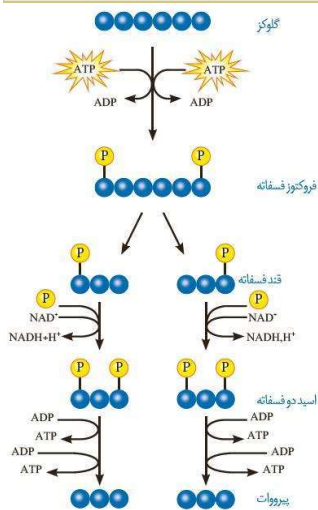 گلوکز
ATP ATP
ADP ADP
P P
فروکتوز فسفاته
P P
قند فسفاته
P P
NAD⁺ NAD⁺
NADH+H⁺ NADH,H⁺
P P P P
اسید دو فسفاته
ADP ADP
ATP ATP
ADP ADP
ATP ATP
پیرووات